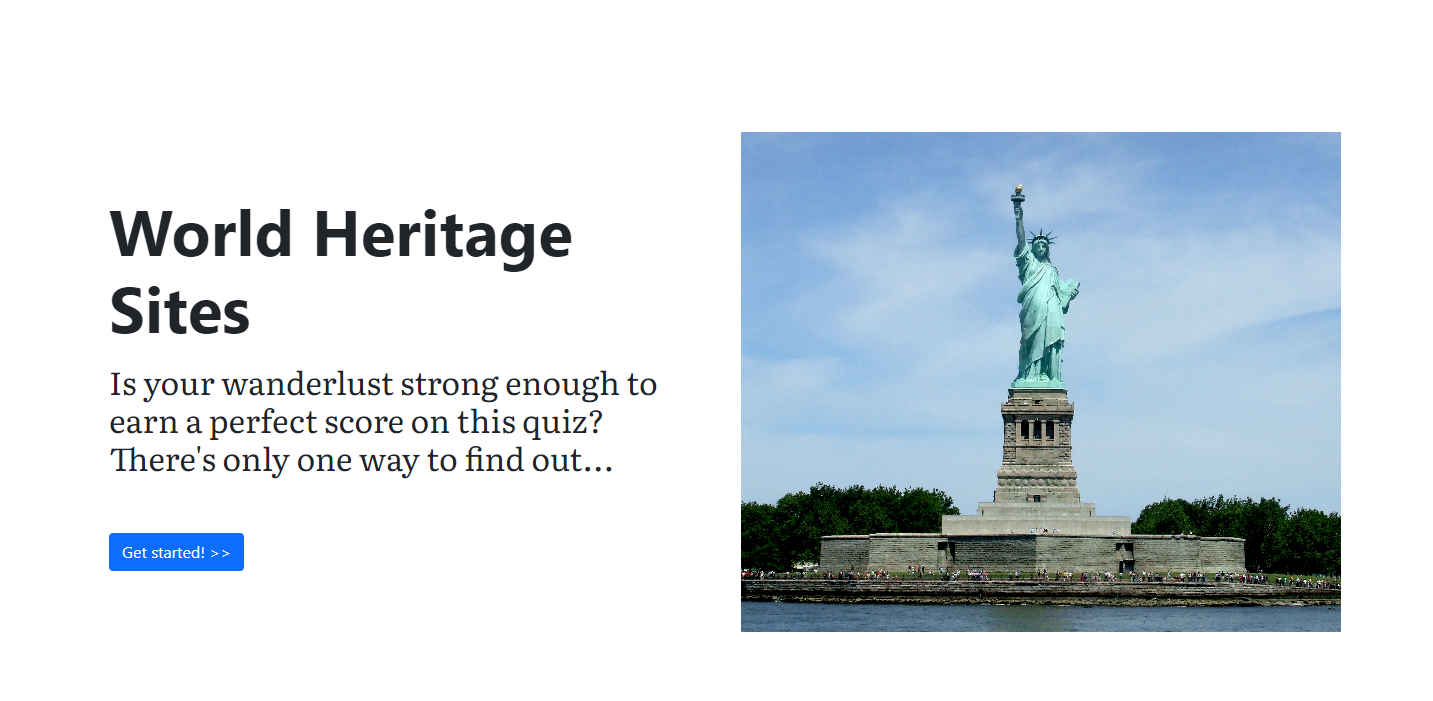 World Heritage
Sites
Is your wanderlust strong enough to
earn a perfect score on this quiz?
There's only one way to find out...
Get started! >>